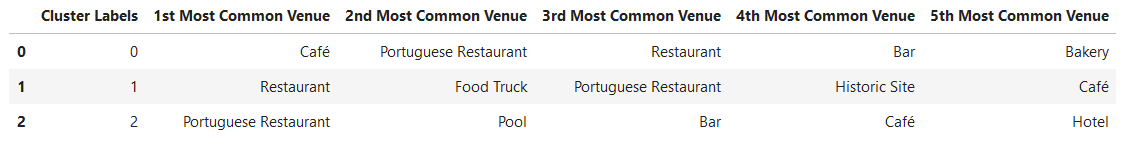 Cluster Labels 1st Most Common Venue 2nd Most Common Venue 3rd Most Common Venue 4th Most Common Venue 5th Most Common Venue
0 0 Café Portuguese Restaurant Restaurant Bar Bakery
1 1 Restaurant Food Truck Portuguese Restaurant Historic Site Café
2 2 Portuguese Restaurant Pool Bar Café Hotel